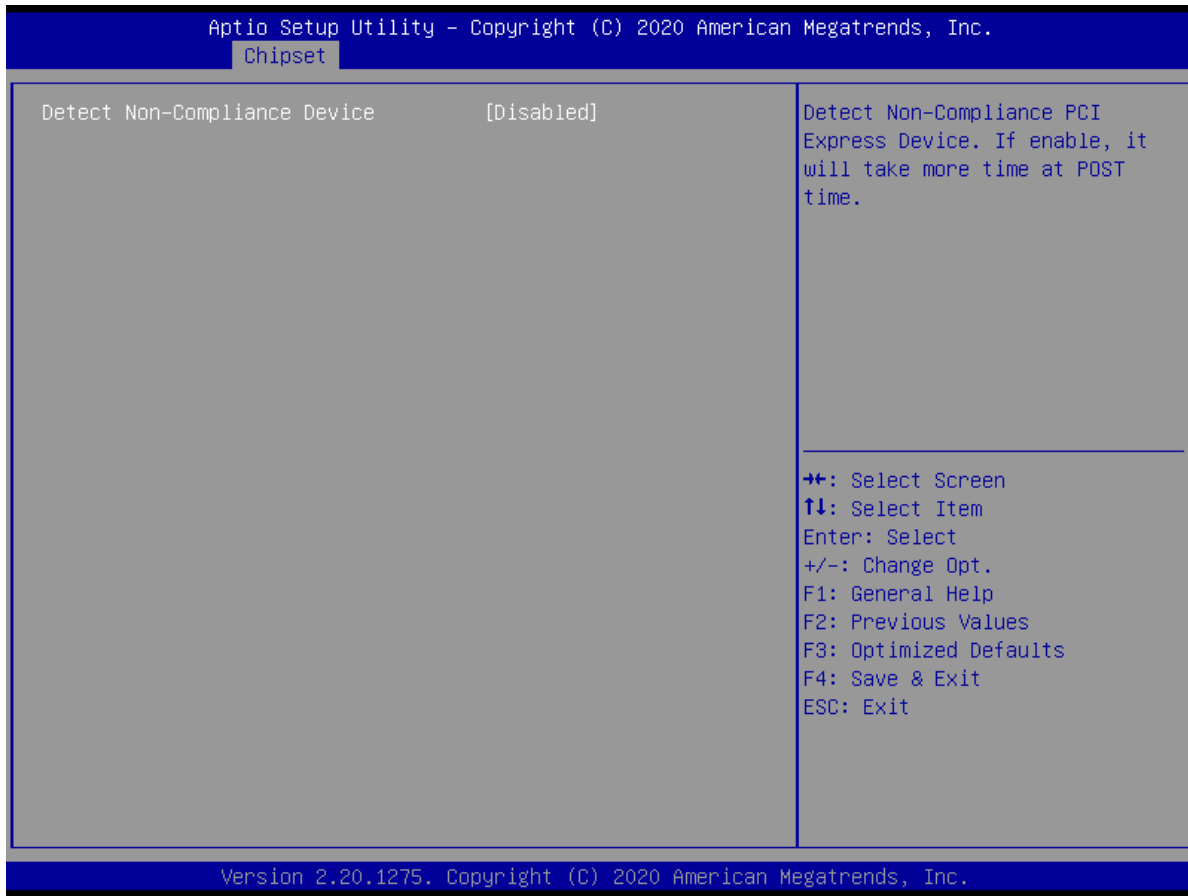 Aptio Setup Utility – Copyright (C) 2020 American Megatrends, Inc.
Chipset
Detect Non-Compliance Device [Disabled]
Detect Non-Compliance PCI
Express Device. If enable, it
will take more time at POST
time.
→←: Select Screen
↑↓: Select Item
Enter: Select
+/-: Change Opt.
F1: General Help
F2: Previous Values
F3: Optimized Defaults
F4: Save & Exit
ESC: Exit
Version 2.20.1275. Copyright (C) 2020 American Megatrends, Inc.